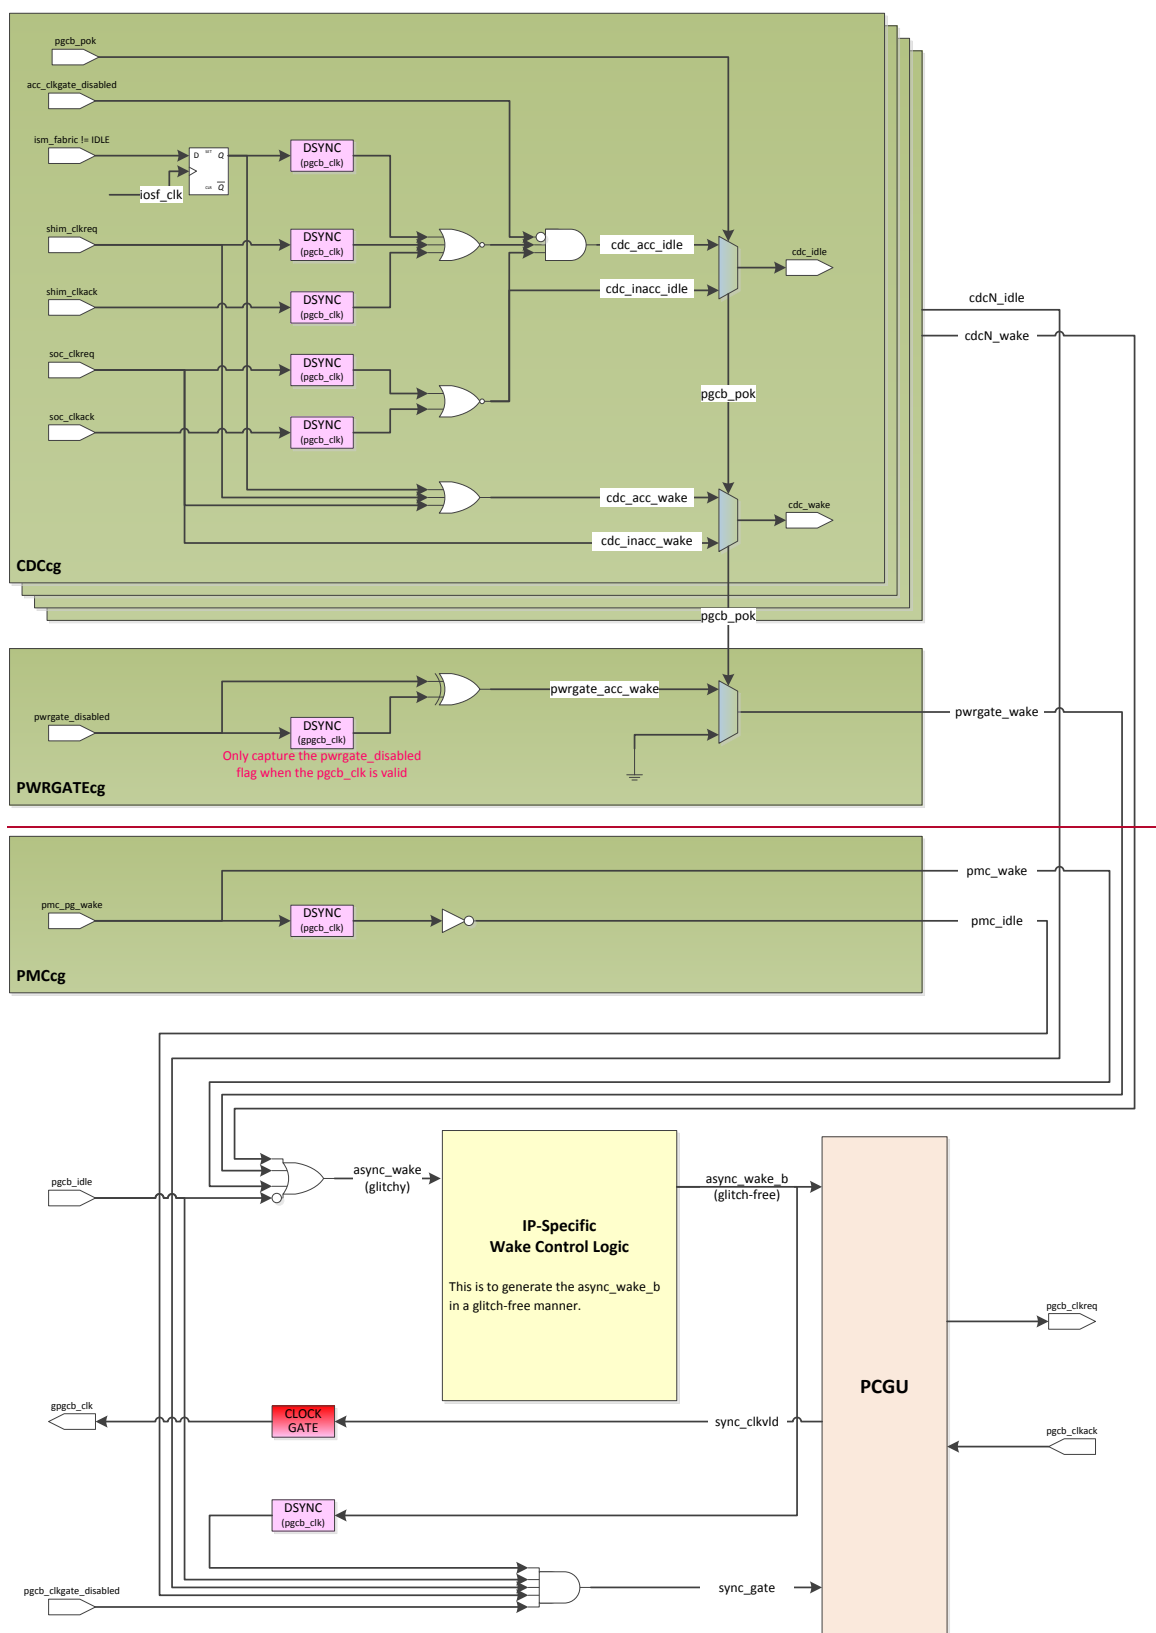 pgcb_pok
acc_clkgate_disabled
ism_fabric != IDLE
D
SET
Q
CLR
Q
iosf_clk
DSYNC
(pgcb_clk)
shim_clkreq
DSYNC
(pgcb_clk)
cdc_acc_idle
cdc_idle
shim_clkack
DSYNC
(pgcb_clk)
cdc_inacc_idle
cdcN_idle
cdcN_wake
soc_clkreq
DSYNC
(pgcb_clk)
pgcb_pok
soc_clkack
DSYNC
(pgcb_clk)
cdc_acc_wake
cdc_wake
cdc_inacc_wake
CDCcg
pgcb_pok
pwrgate_acc_wake
pwrgate_disabled
DSYNC
(gpgcb_clk)
pwrgate_wake
Only capture the pwrgate_disabled
flag when the pgcb_clk is valid
PWRGATEcg
pmc_wake
pmc_pg_wake
DSYNC
(pgcb_clk)
pmc_idle
PMCcg
pgcb_idle
async_wake
(glitchy)
async_wake_b
(glitch-free)
IP-Specific
Wake Control Logic
This is to generate the async_wake_b
in a glitch-free manner.
pgcb_clkreq
PCGU
gpgcb_clk
CLOCK
GATE
sync_clkvld
pgcb_clkack
DSYNC
(pgcb_clk)
pgcb_clkgate_disabled
sync_gate